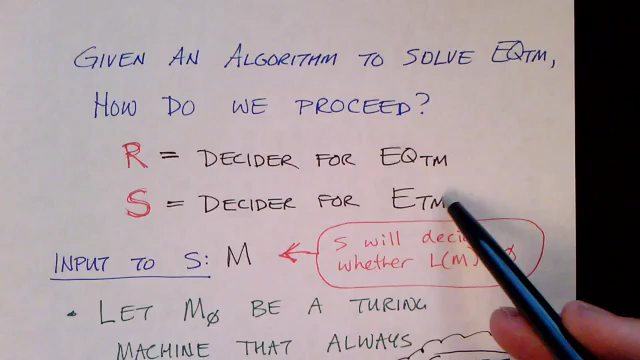 GIVEN AN ALGORITHM TO SOLVE EQTM,
HOW DO WE PROCEED?
R = DECIDER FOR EQTM
S = DECIDER FOR ETM
INPUT TO S: M
S will
whether L(M) ∅
• LET M∅ BE A TURING
MACHINE THAT ALWAYS